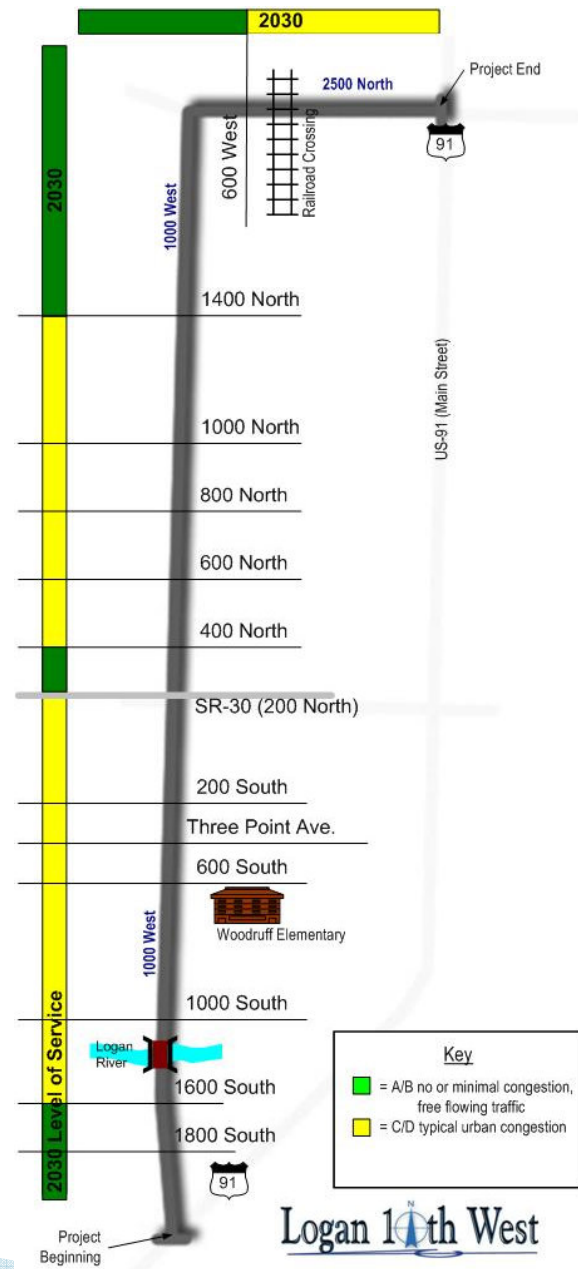 2030
Project End
2500 North
91
600 West
Railroad Crossing
2030
1000 West
1400 North
US-91 (Main Street)
1000 North
800 North
600 North
400 North
SR-30 (200 North)
200 South
Three Point Ave.
600 South
Woodruff Elementary
1000 West
1000 South
2030 Level of Service
Logan
River
1600 South
1800 South
91
Project
Beginning
Key
= A/B no or minimal congestion,
free flowing traffic
= C/D typical urban congestion
N
Logan 10th West